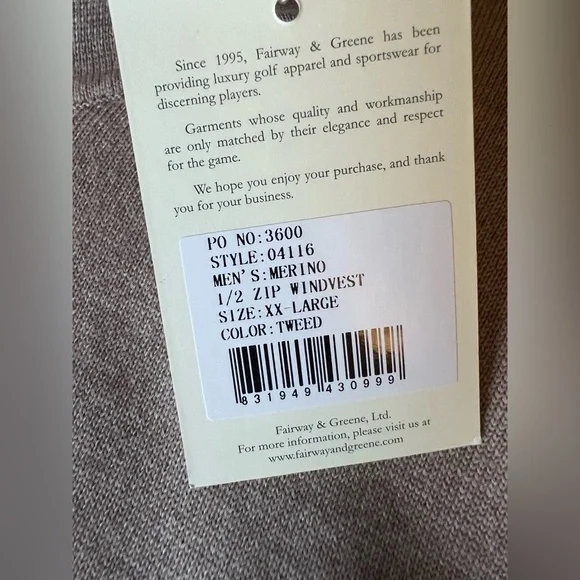 Since 1995, Fairway & Greene has been
providing luxury golf apparel and sportswear for
discerning players.
Garments whose quality and workmanship
are only matched by their elegance and respect
for the game.
We hope you enjoy your purchase, and thank
you for your business.
PO NO:3600
STYLE:04116
MEN'S:MERINO
1/2 ZIP WINDVEST
SIZE:XX-LARGE
COLOR:TWEED
831949 430999
Fairway & Greene, Ltd.
For more information, please visit us at
www.fairwayandgreene.com